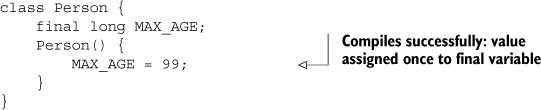 class Person {
final long MAX_AGE;
Person() {
MAX_AGE = 99;
Compiles successfully: value
assigned once to final variable
}
}